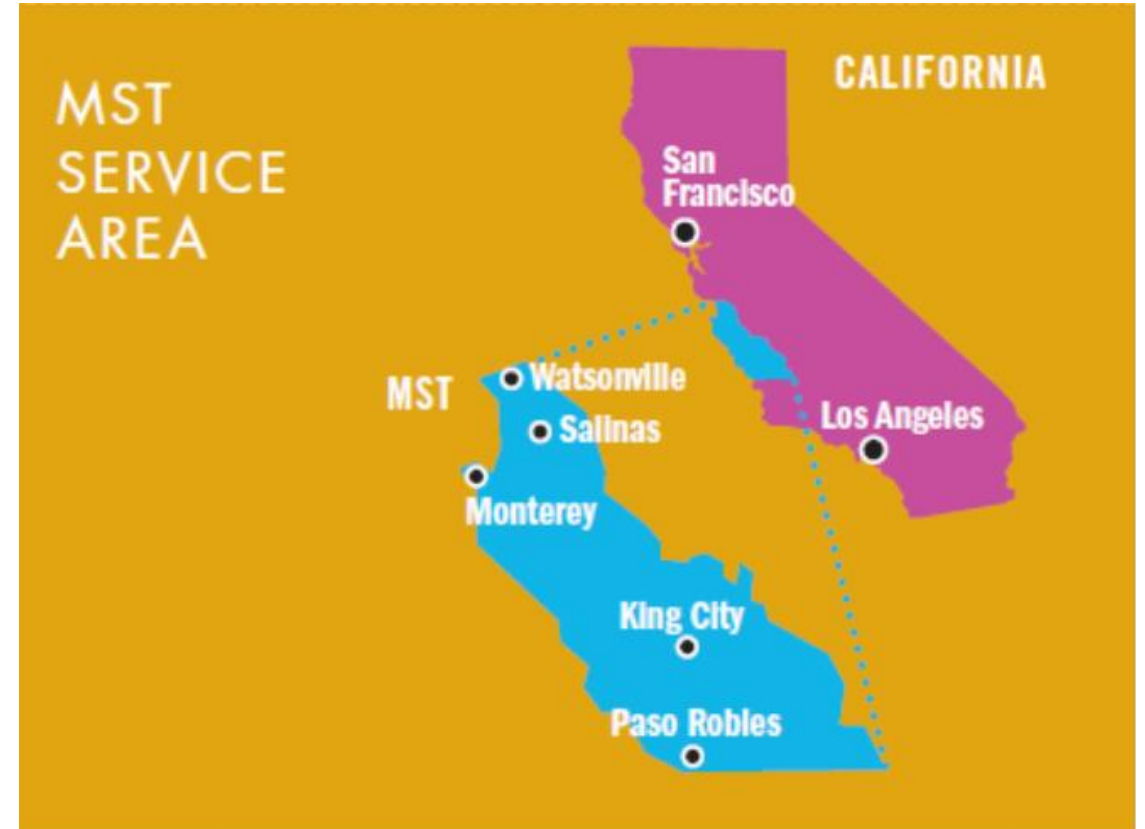 MST
SERVICE
AREA
CALIFORNIA
San
Francisco
Los Angeles
MST
Watsonville
Salinas
Monterey
King City
Paso Robles